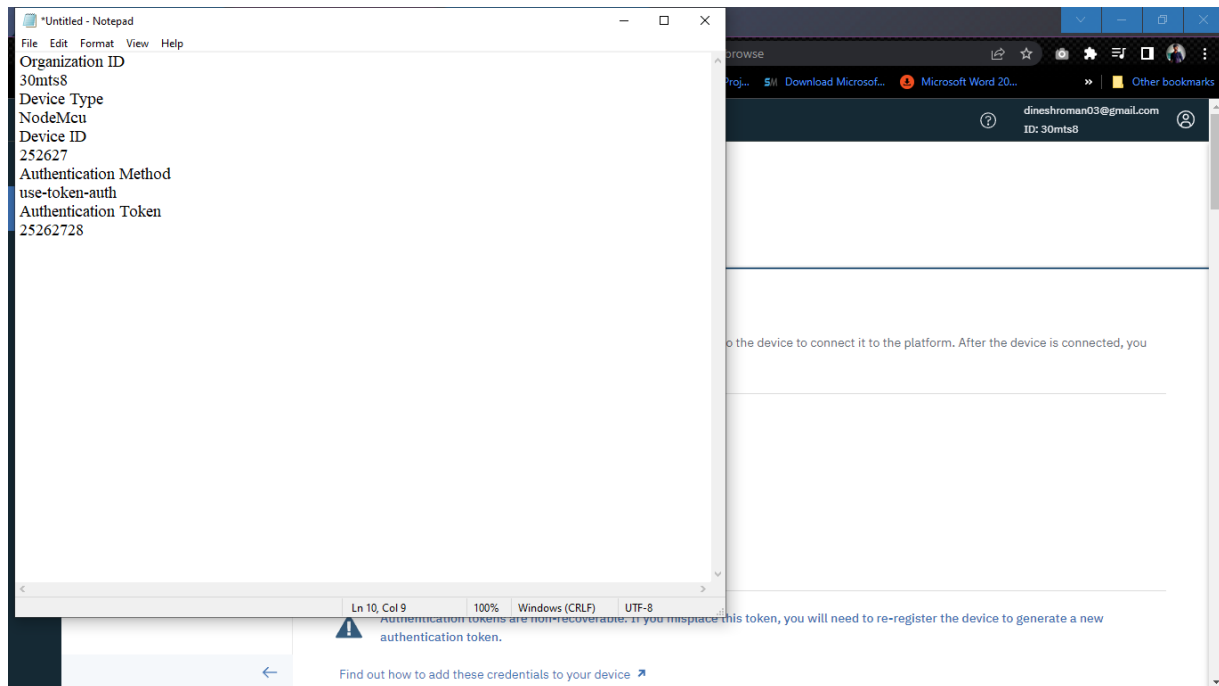 *Untitled - Notepad
File Edit Format View Help
Organization ID
30mts8
Device Type
NodeMcu
Device ID
252627
Authentication Method
use-token-auth
Authentication Token
25262728
Ln 10, Col 9 100% Windows (CRLF) UTF-8
browse
Proj... SM Download Microsof... Microsoft Word 20... » Other bookmarks
dineshroman03@gmail.com
ID: 30mts8
o the device to connect it to the platform. After the device is connected, you
Authentication tokens are non-recoverable. If you misplace this token, you will need to re-register the device to generate a new
authentication token.
Find out how to add these credentials to your device